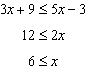 3x + 9 ≤ 5x − 3
12 ≤ 2x
6 ≤ x